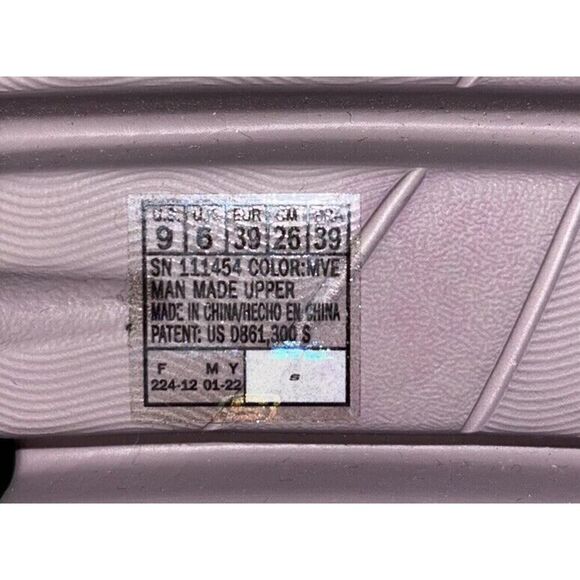 U.S. U.K. EUR CM BRA
9 6 39 26 39
SN 111454 COLOR:MVE
MAN MADE UPPER
MADE IN CHINA/HECHO EN CHINA
PATENT: US D861,300 S
F M Y
224-12 01-22 S